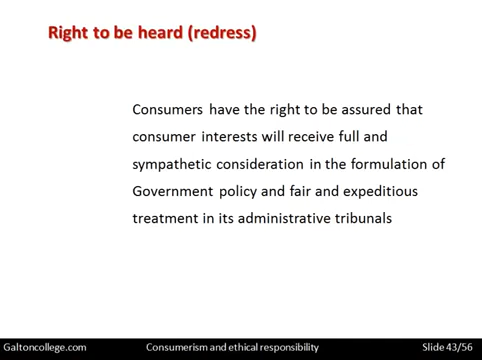 Right to be heard (redress)
Consumers have the right to be assured that
consumer interests will receive full and
sympathetic consideration in the formulation of
Government policy and fair and expeditious
treatment in its administrative tribunals
Galtoncollege.com Consumerism and ethical responsibility Slide 43/56